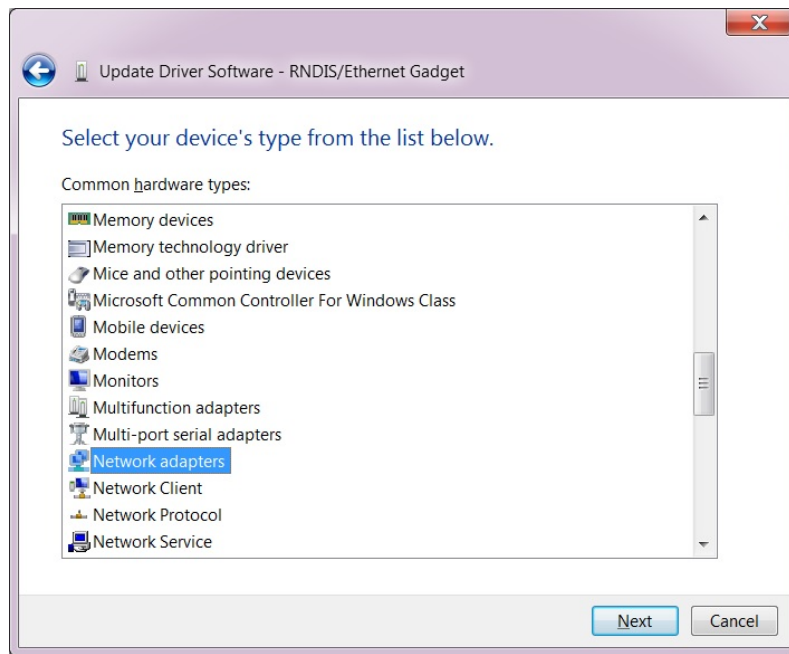 Update Driver Software - RNDIS/Ethernet Gadget
Select your device's type from the list below.
Common hardware types:
Memory devices
Memory technology driver
Mice and other pointing devices
Microsoft Common Controller For Windows Class
Mobile devices
Modems
Monitors
Multifunction adapters
Multi-port serial adapters
Network adapters
Network Client
Network Protocol
Network Service
Next
Cancel